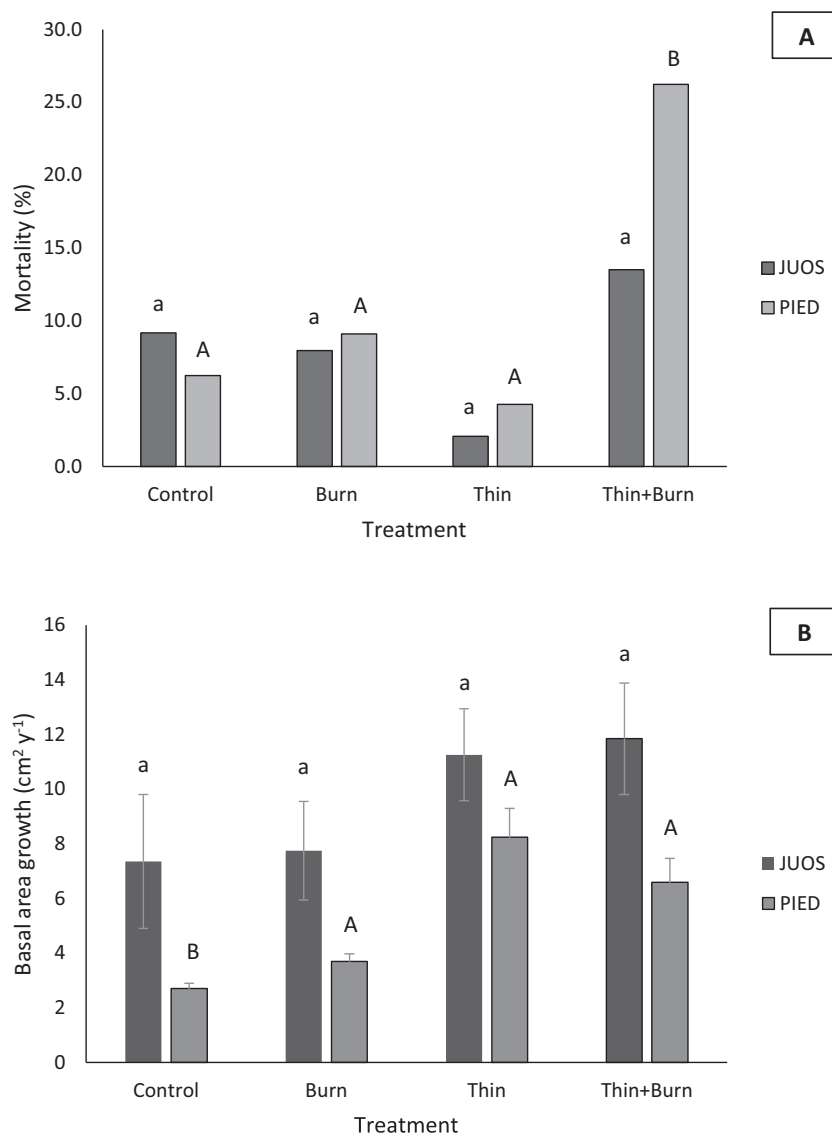 A
Mortality (%)
30.0
25.0
20.0
15.0
10.0
5.0
0.0
a
A
a
A
a
A
a
B
JUOS
PIED
Control
Burn
Thin
Thin+Burn
Treatment
B
Basal area growth (cm² y⁻¹)
16
14
12
10
8
6
4
2
0
a
B
a
A
a
A
a
A
JUOS
PIED
Control
Burn
Thin
Thin+Burn
Treatment